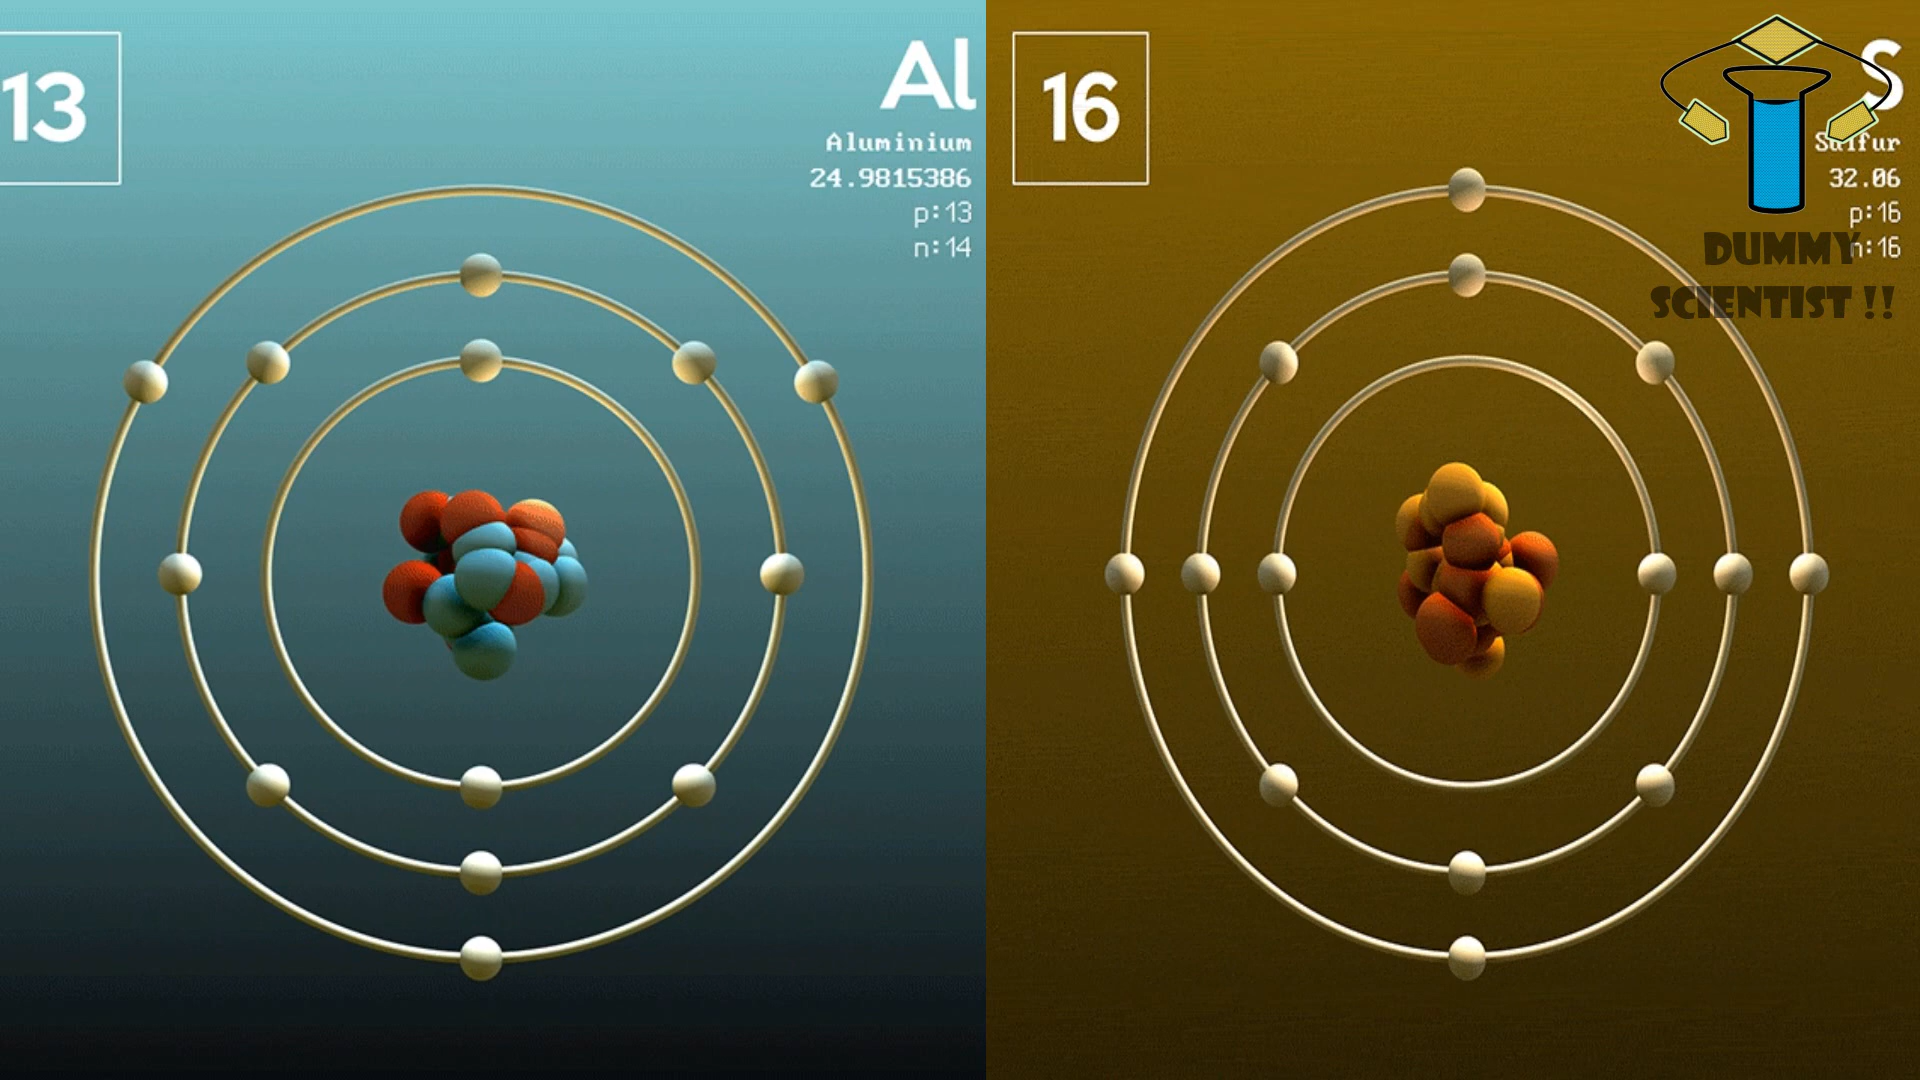 13
Al
Aluminium
24.9815386
p:13
n:14
16
S
Sulfur
32.06
p:16
n:16
DUMMY
SCIENTIST !!